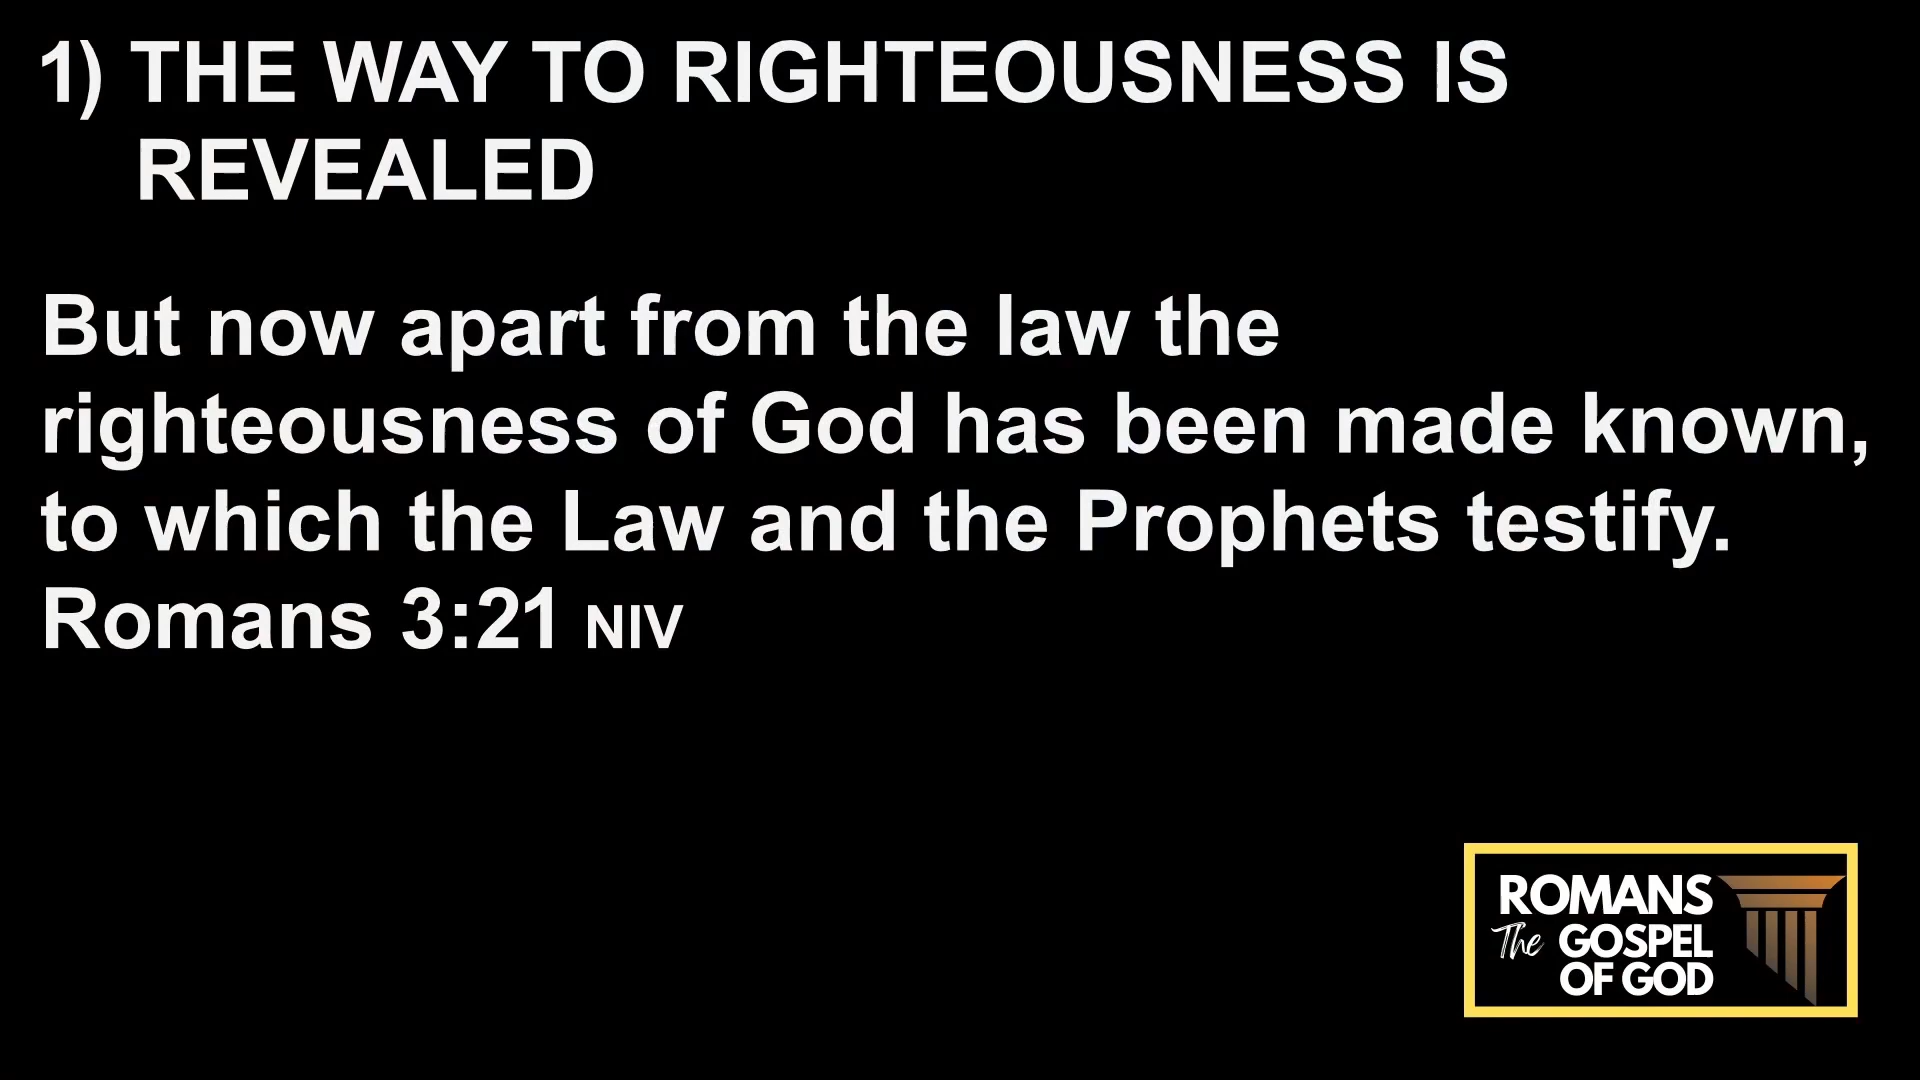 1) THE WAY TO RIGHTEOUSNESS IS
REVEALED
But now apart from the law the
righteousness of God has been made known,
to which the Law and the Prophets testify.
Romans 3:21 NIV
ROMANS
The GOSPEL
OF GOD